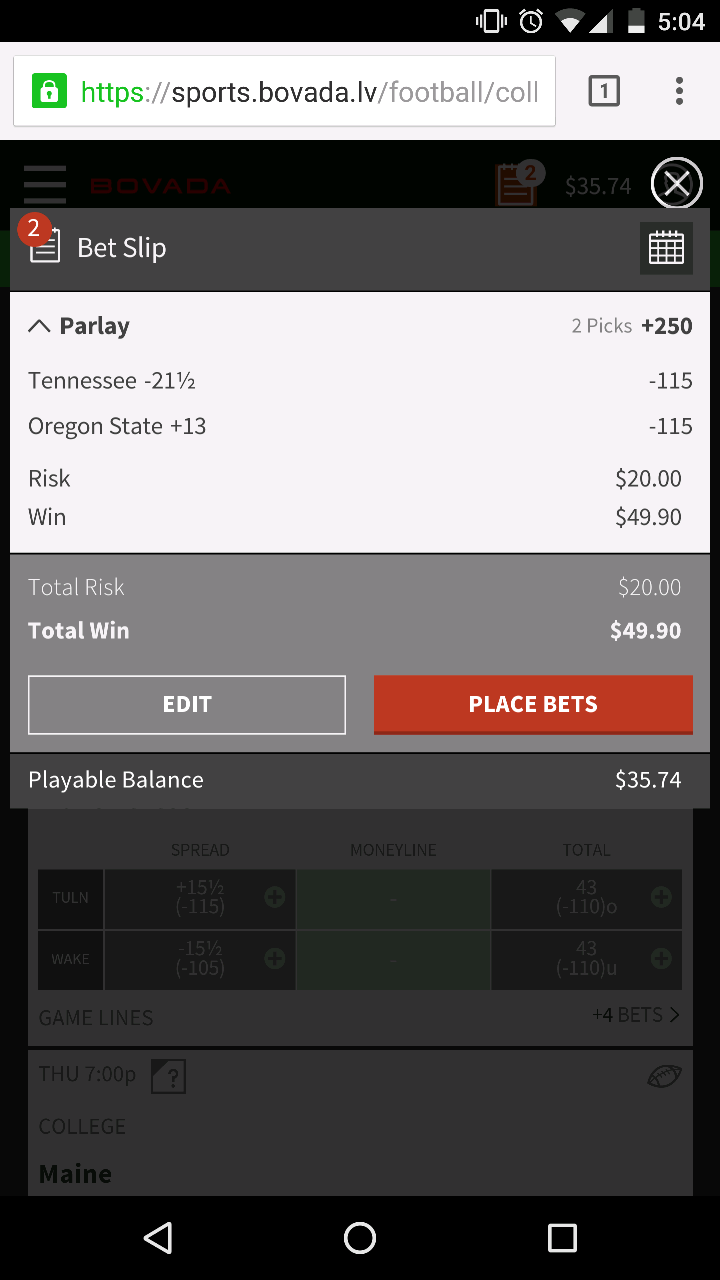 5:04
https://sports.bovada.lv/football/coll
1
BOVADA
2
$35.74
2
Bet Slip
Parlay 2 Picks +250
Tennessee -21½ -115
Oregon State +13 -115
Risk $20.00
Win $49.90
Total Risk $20.00
Total Win $49.90
EDIT PLACE BETS
Playable Balance $35.74
SPREAD MONEYLINE TOTAL
TULN +15½ - 43
(-115) (-110)o
WAKE -15½ - 43
(-105) (-110)u
GAME LINES +4 BETS
THU 7:00p ?
COLLEGE
Maine